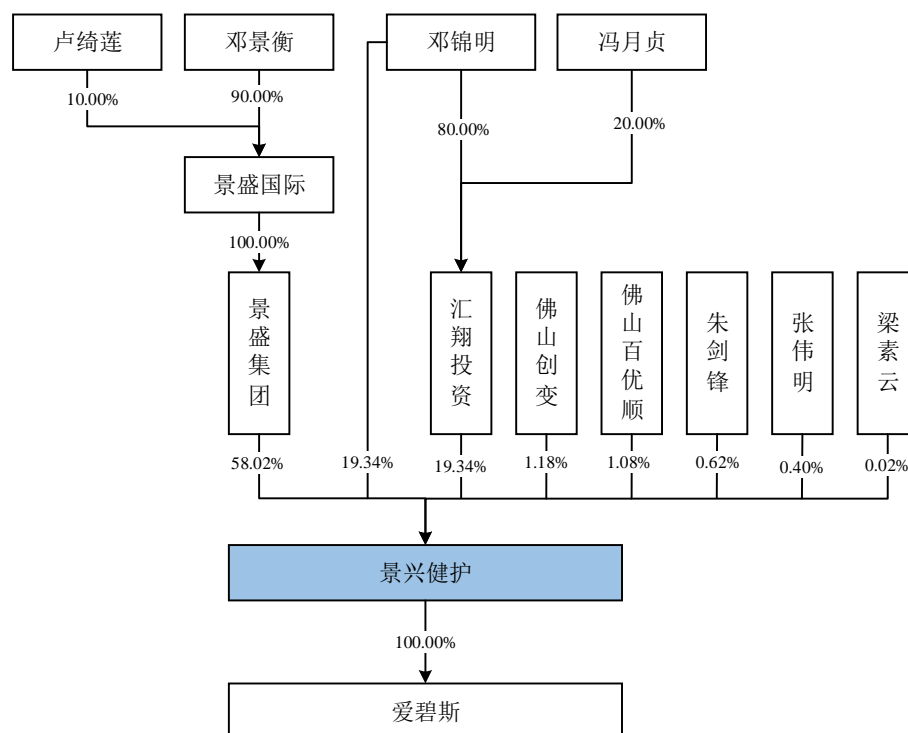 卢绮莲
邓景衡
邓锦明
冯月贞
10.00%
90.00%
80.00%
20.00%
景盛国际
100.00%
景盛集团
汇翔投资
佛山创变
佛山百优顺
朱剑锋
张伟明
梁素云
58.02%
19.34%
19.34%
1.18%
1.08%
0.62%
0.40%
0.02%
景兴健护
100.00%
爱碧斯